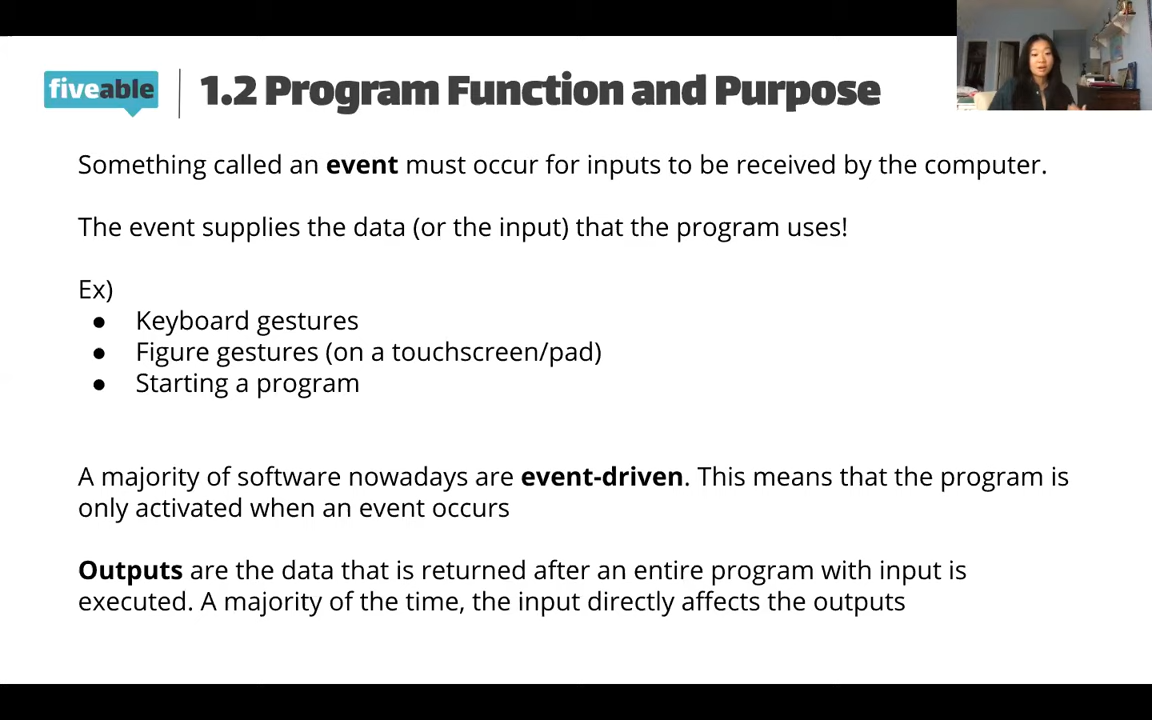 fiveable
1.2 Program Function and Purpose
Something called an event must occur for inputs to be received by the computer.
The event supplies the data (or the input) that the program uses!
Ex)
● Keyboard gestures
● Figure gestures (on a touchscreen/pad)
● Starting a program
A majority of software nowadays are event-driven. This means that the program is
only activated when an event occurs
Outputs are the data that is returned after an entire program with input is
executed. A majority of the time, the input directly affects the outputs